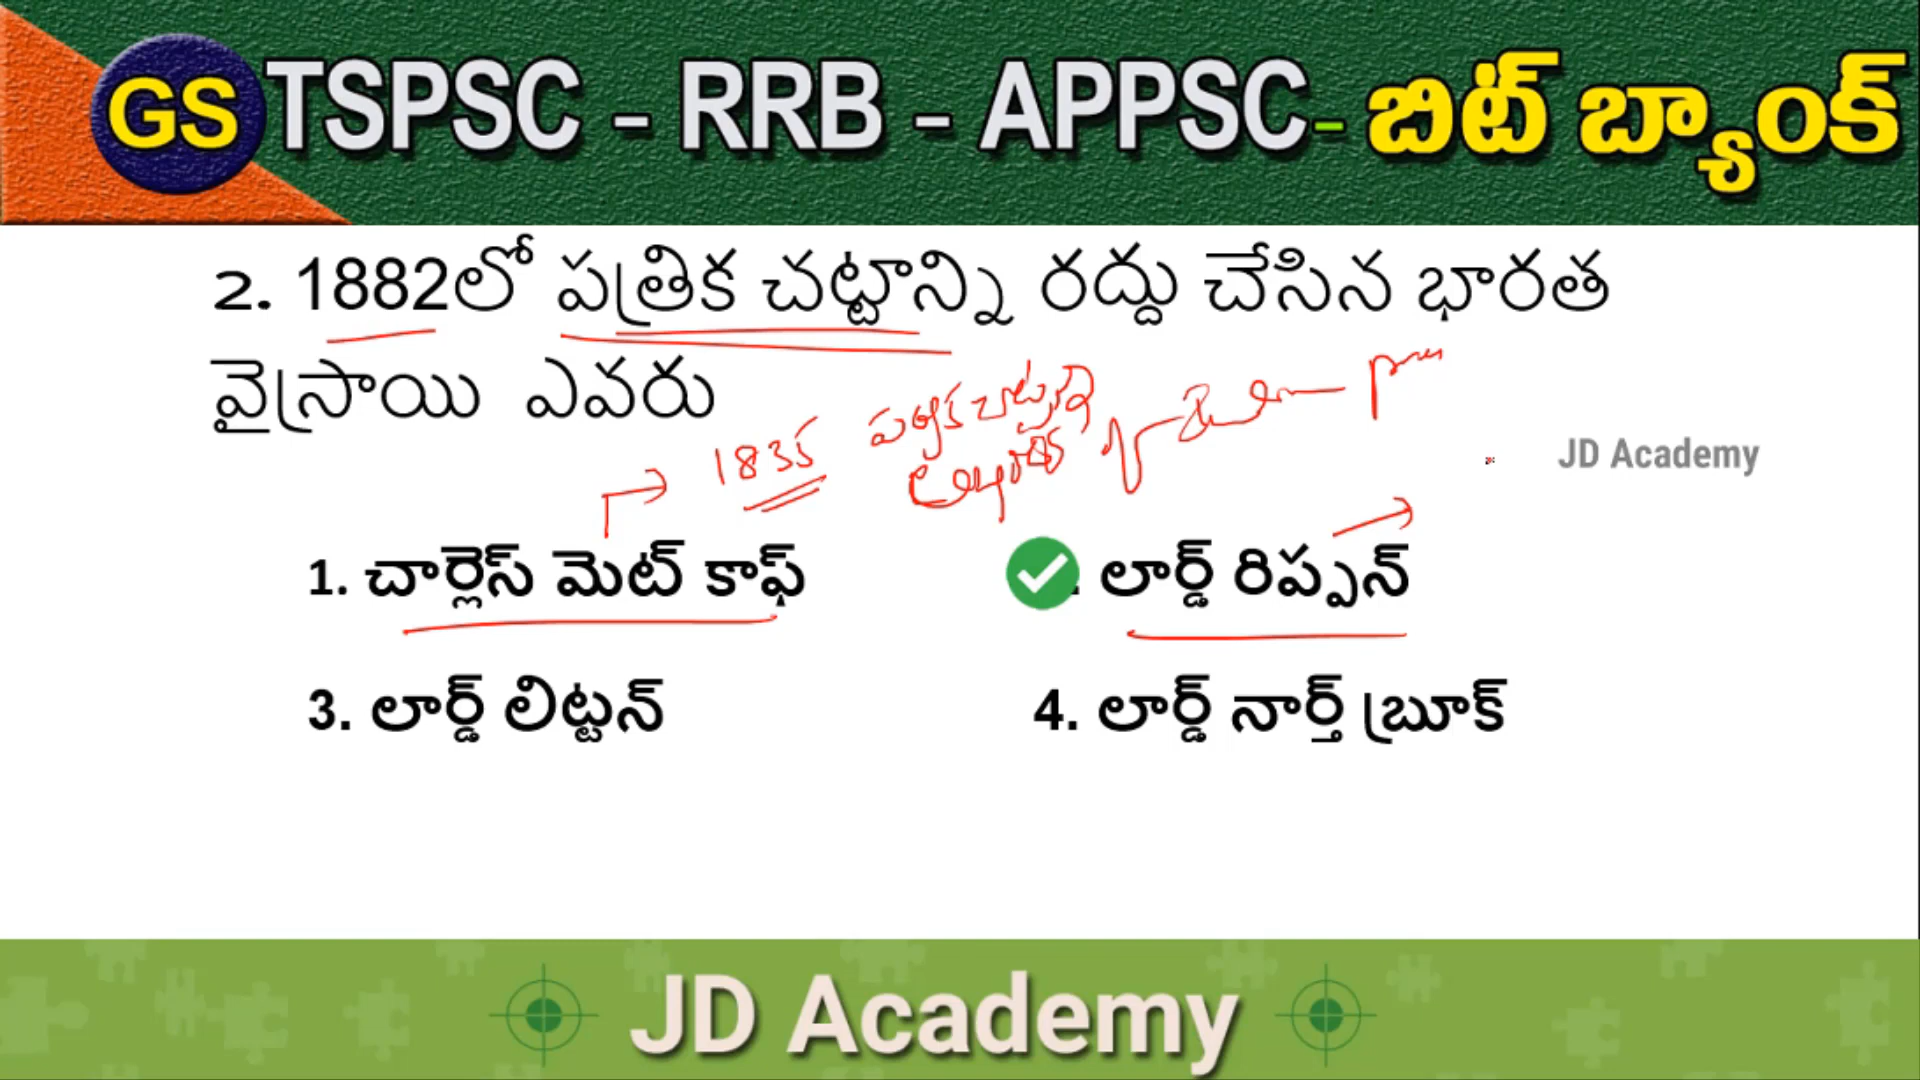 GS TSPSC - RRB - APPSC- బిట్ బ్యాంక్
2. 1882లో పత్రిక చట్టాన్ని రద్దు చేసిన భారత
వైస్రాయి ఎవరు
1835
JD Academy
1. చార్లెస్ మెట్ కాఫ్
లార్డ్ రిప్పన్
3. లార్డ్ లిట్టన్
4. లార్డ్ నార్త్ బ్రూక్
JD Academy